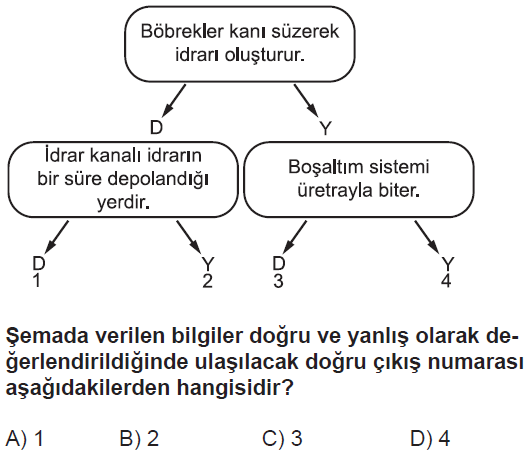 Böbrekler kanı süzerek
idrarı oluşturur.
D
Y
İdrar kanalı idrarın
bir süre depolandığı
yerdir.
Boşaltım sistemi
üretrayla biter.
D
1
Y
2
D
3
Y
4
Şemada verilen bilgiler doğru ve yanlış olarak de-
ğerlendirildiğinde ulaşılacak doğru çıkış numarası
aşağıdakilerden hangisidir?
A) 1 B) 2 C) 3 D) 4